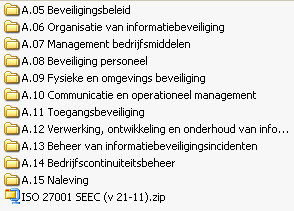 A.05 Beveiligingsbeleid
A.06 Organisatie van informatiebeveiliging
A.07 Management bedrijfsmiddelen
A.08 Beveiliging personeel
A.09 Fysieke en omgevings beveiliging
A.10 Communicatie en operationeel management
A.11 Toegangsbeveiliging
A.12 Verwerking, ontwikkeling en onderhoud van info...
A.13 Beheer van informatiebeveiligingsincidenten
A.14 Bedrijfscontinuiteitsbeheer
A.15 Naleving
ISO 27001 SEEC (v 21-11).zip